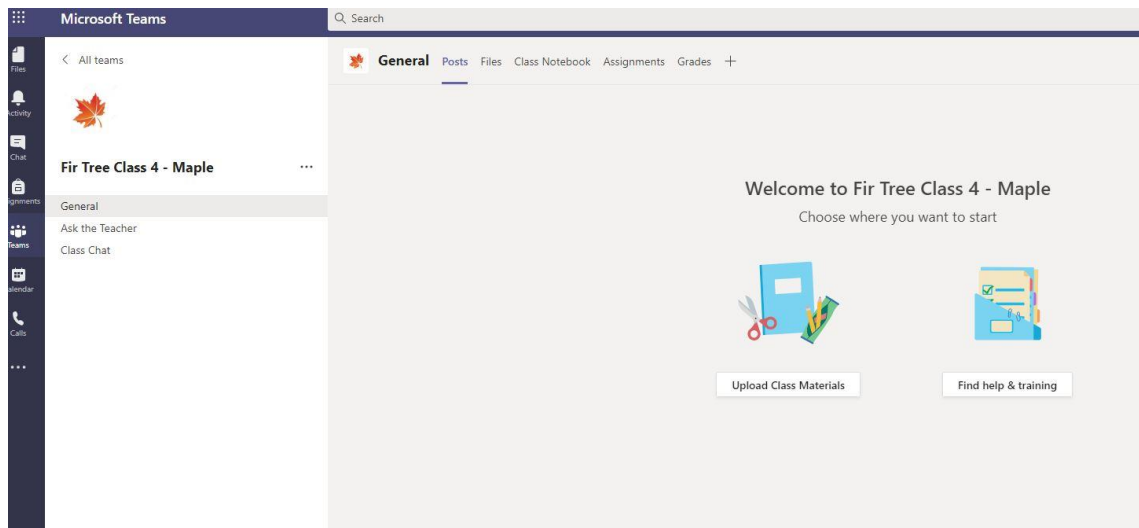 Microsoft Teams
Search
Files
Activity
Chat
ignments
Teams
alendar
Calls
All teams
Fir Tree Class 4 - Maple
General
Ask the Teacher
Class Chat
General Posts Files Class Notebook Assignments Grades
Welcome to Fir Tree Class 4 - Maple
Choose where you want to start
Upload Class Materials
Find help & training